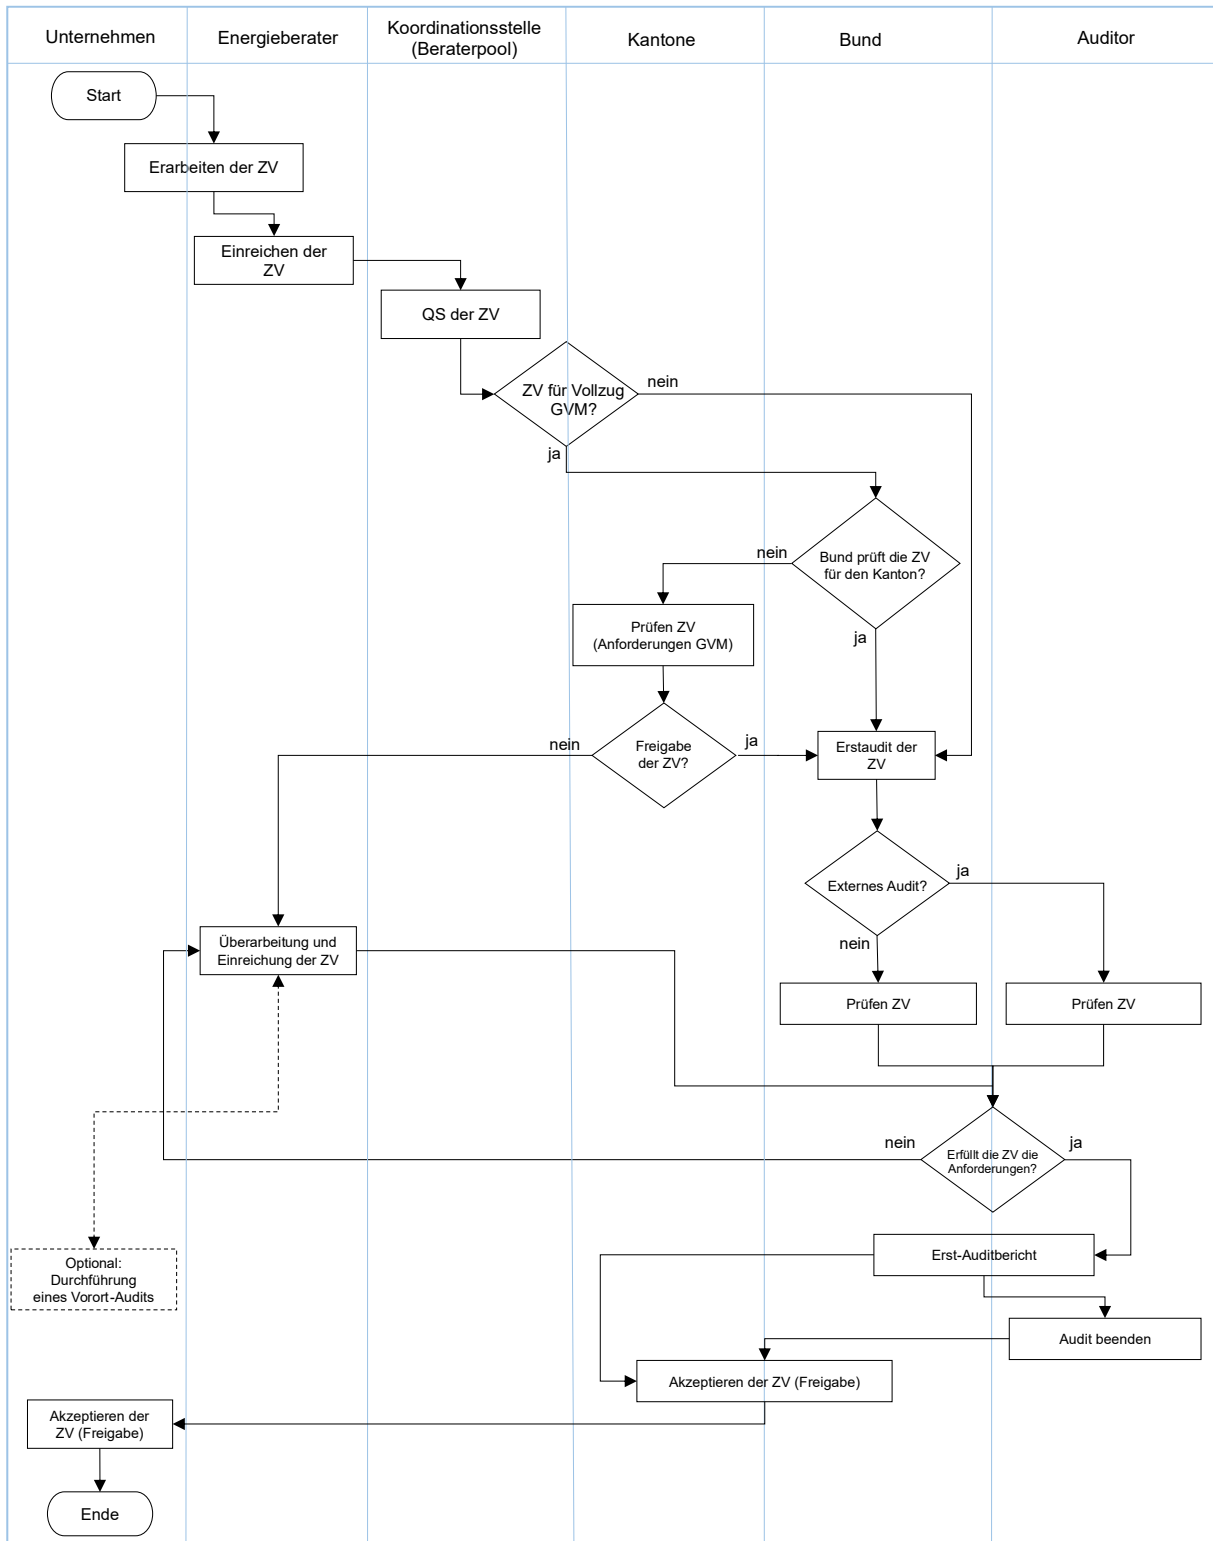 Unternehmen
Energieberater
Koordinationsstelle
(Beraterpool)
Kantone
Bund
Auditor
Start
Erarbeiten der ZV
Einreichen der
ZV
QS der ZV
ZV für Vollzug
GVM?
nein
ja
Bund prüft die ZV
für den Kanton?
nein
ja
Prüfen ZV
(Anforderungen GVM)
Freigabe
der ZV?
nein
ja
Erstaudit der
ZV
Externes Audit?
ja
nein
Überarbeitung und
Einreichung der ZV
Prüfen ZV
Prüfen ZV
Erfüllt die ZV die
Anforderungen?
nein
ja
Optional:
Durchführung
eines Vorort-Audits
Erst-Auditbericht
Audit beenden
Akzeptieren der ZV (Freigabe)
Akzeptieren der
ZV (Freigabe)
Ende